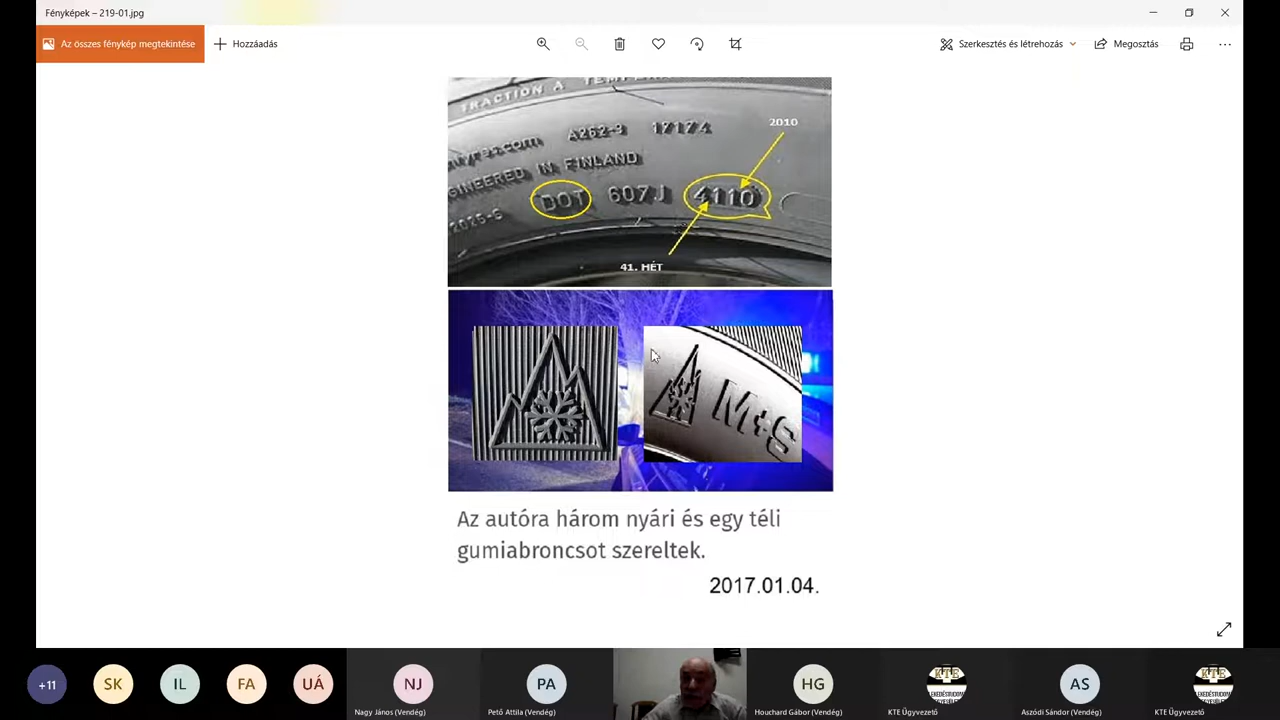 Fényképek – 219-01.jpg
Az összes fénykép megtekintése
Hozzáadás
Szerkesztés és létrehozás
Megosztás
TRACTION A
A262-9 17174
IN FINLAND
DOT 607J 4110
2010
41. HÉT
M+S
Az autóra három nyári és egy téli
gumiabroncsot szereltek.
2017.01.04.
+11
SK
IL
FA
UÁ
NJ
Nagy János (Vendég)
PA
Pető Attila (Vendég)
HG
Houchard Gábor (Vendég)
KTE
KTE Ügyvezető
AS
Aszódi Sándor (Vendég)
KTE
KTE Ügyvezető